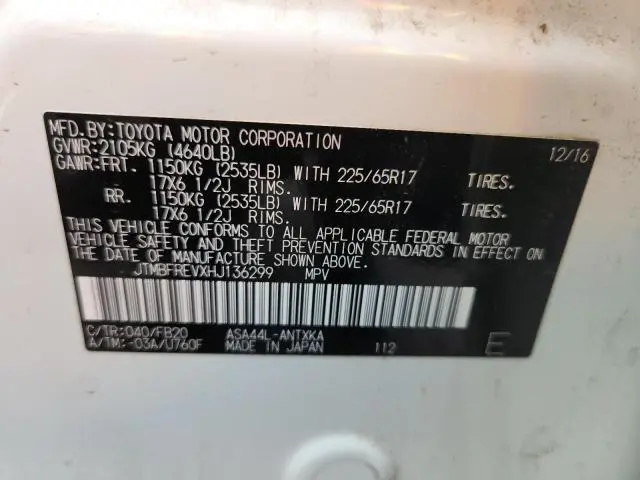 MFD.BY:TOYOTA MOTOR CORPORATION 12/16
GVWR:2105KG (4640LB)
GAWR:FRT. 1150KG (2535LB) WITH 225/65R17 TIRES.
17X6 1/2J RIMS.
RR. 1150KG (2535LB) WITH 225/65R17 TIRES.
17X6 1/2J RIMS.
THIS VEHICLE CONFORMS TO ALL APPLICABLE FEDERAL MOTOR
VEHICLE SAFETY AND THEFT PREVENTION STANDARDS IN EFFECT ON
THE DATE OF MANUFACTURE SHOWN ABOVE.
JTMBFREVXHJ136299 MPV
C/TR:040/FB20 ASA44L-ANTXKA
A/TM:-03A/U760F MADE IN JAPAN 112 E